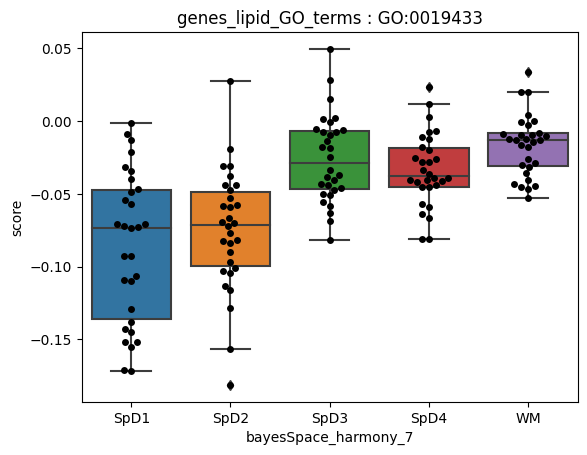 genes_lipid_GO_terms : GO:0019433
0.05
0.00
−0.05
−0.10
−0.15
score
SpD1 SpD2 SpD3 SpD4 WM
bayesSpace_harmony_7